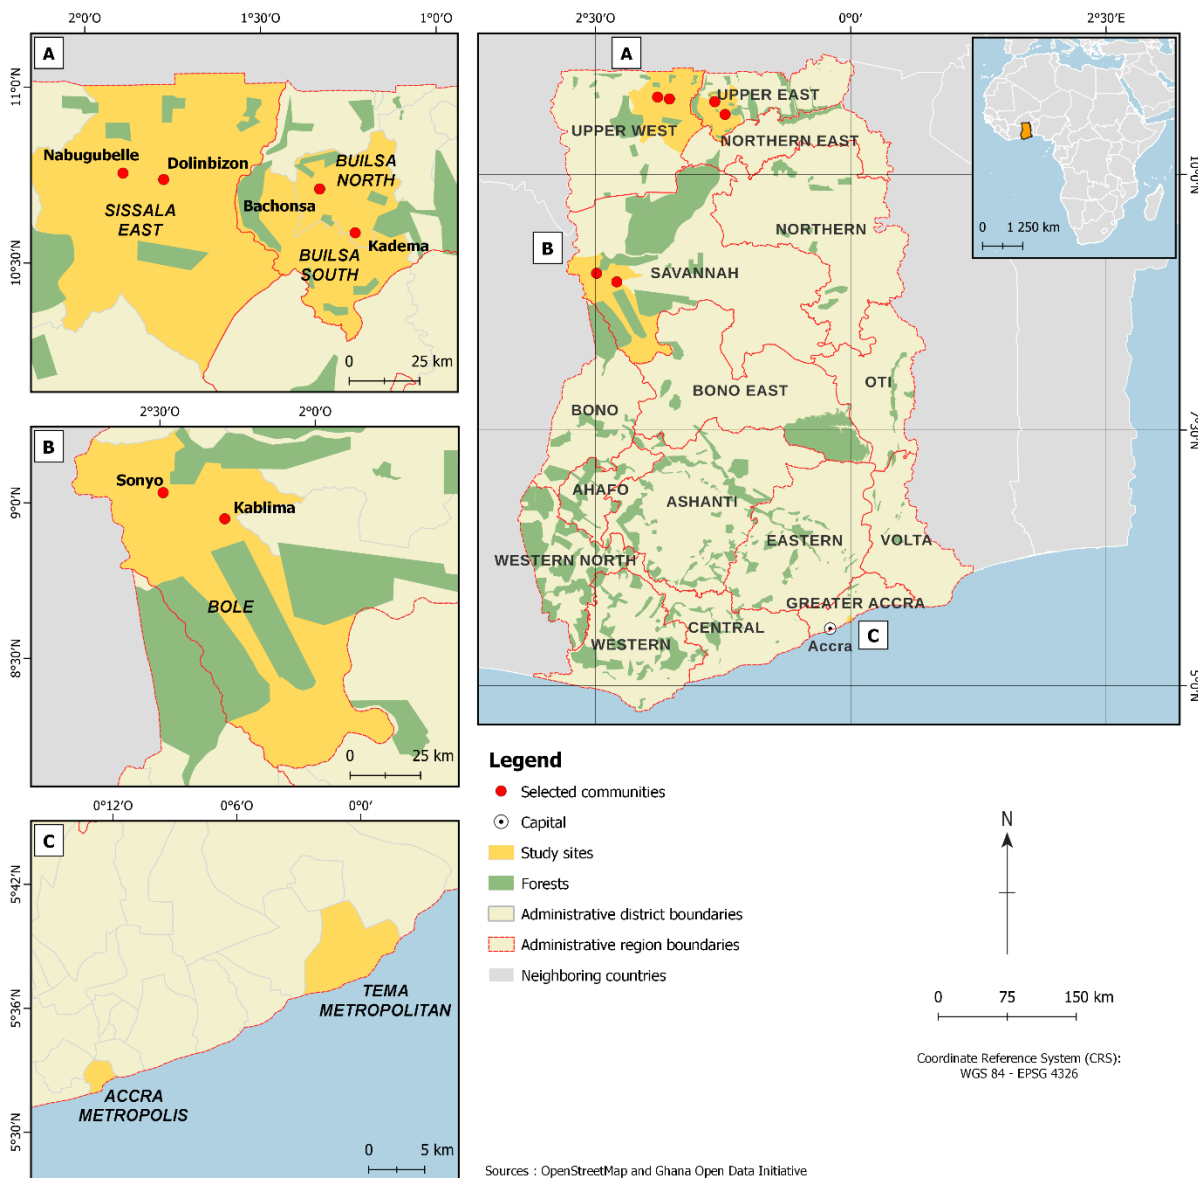 2°0'O
1°30'O
1°0'O
A
11°0'N
10°30'N
Nabugubelle
Dolinbizon
BUILSA
NORTH
Bachonsa
SISSALA
EAST
Kadema
BUILSA
SOUTH
0
25 km
2°30'O
2°0'O
B
Sonyo
Kablima
9°0'N
BOLE
8°30'N
0
25 km
0°12'O
0°6'O
0°0'
C
5°42'N
5°36'N
5°30'N
TEMA
METROPOLITAN
ACCRA
METROPOLIS
0
5 km
2°30'O
0°0'
2°30'E
A
UPPER EAST
UPPER WEST
NORTHERN EAST
10°0'N
NORTHERN
B
SAVANNAH
BONO EAST
OTI
BONO
7°30'N
AHAFO
ASHANTI
EASTERN
VOLTA
WESTERN NORTH
GREATER ACCRA
CENTRAL
WESTERN
Accra
C
5°0'N
0
1 250 km
Legend
Selected communities
Capital
Study sites
Forests
Administrative district boundaries
Administrative region boundaries
Neighboring countries
N
0
75
150 km
Coordinate Reference System (CRS):
WGS 84 - EPSG 4326
Sources : OpenStreetMap and Ghana Open Data Initiative